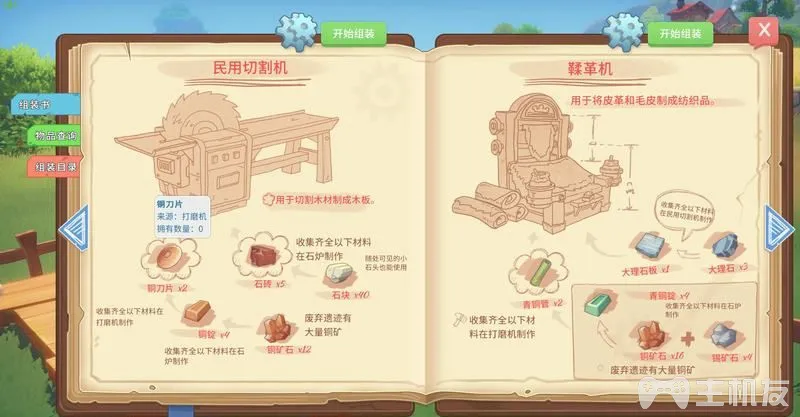 开始组装
开始组装
X
组装书
物品查询
组装目录
民用切割机
铜刀片
来源：打磨机
拥有数量：0
用于切割木材制成木板。
收集齐全以下材料
在石炉制作
随处可见的小
石头也能使用
铜刀片 x2
石砖 x5
石块 x40
收集齐全以下材料在
打磨机制作
铜锭 x4
收集齐全以下材料在石
炉制作
废弃遗迹有
大量铜矿
铜矿石 x12
鞣革机
用于将皮革和毛皮制成纺织品。
收集齐全以下材料
在民用切割机制作
大理石板 x1
大理石 x3
青铜管 x2
收集齐全以下材
料在打磨机制作
青铜锭 x4
收集齐全以下材料在石炉
制作
铜矿石 x16
锡矿石 x4
废弃遗迹有大量铜矿
主机友